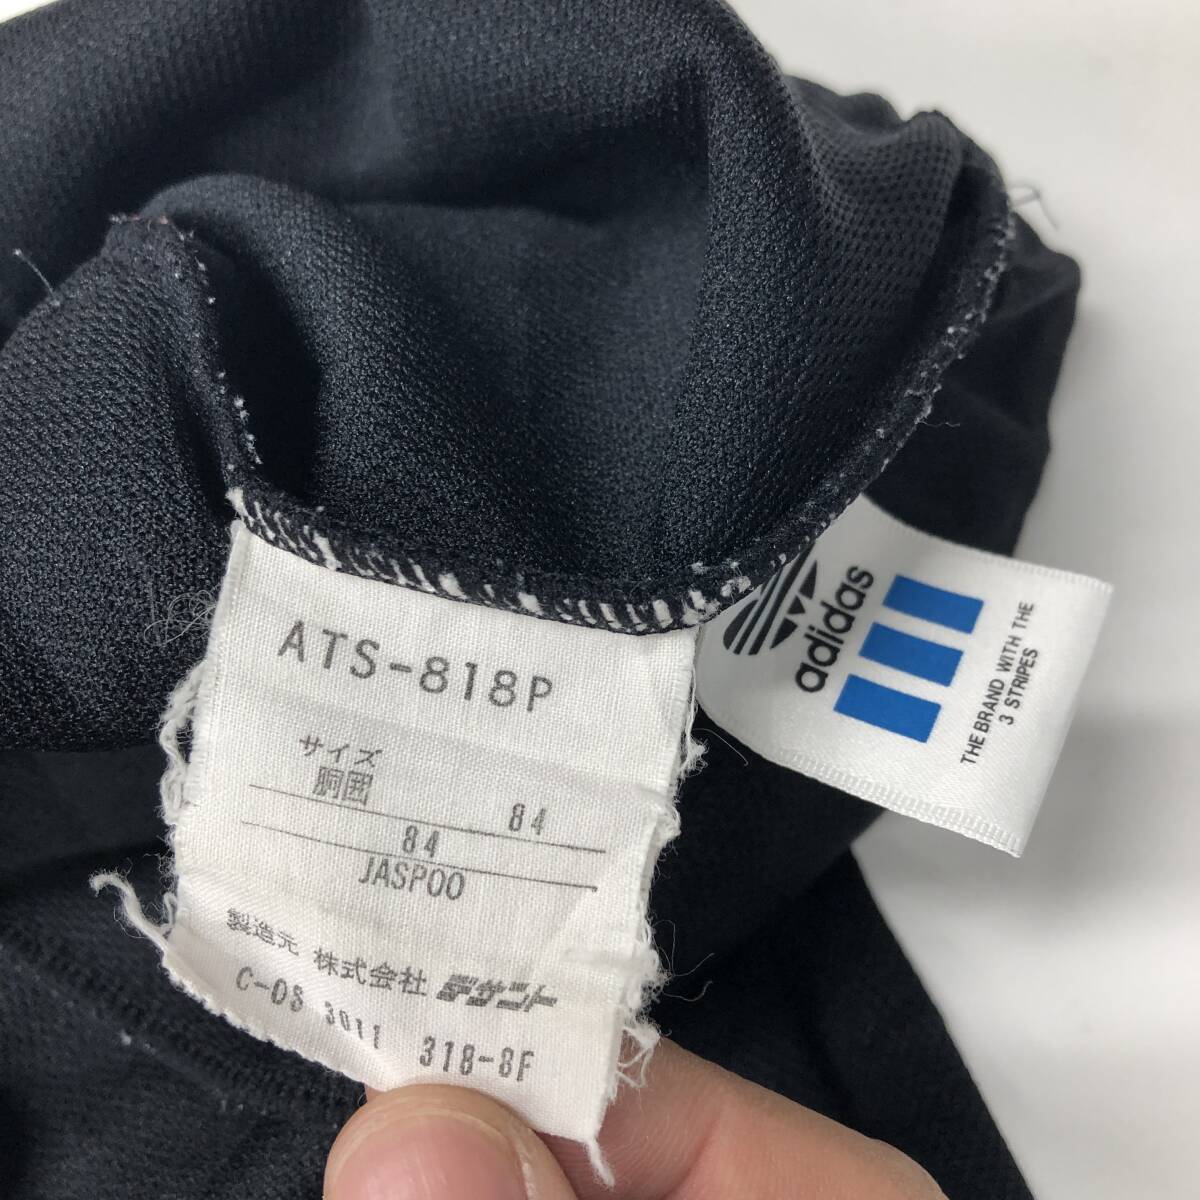 ATS-818P
サイズ
胴囲 84
84
JASPOO
製造元 株式会社 デサント
C-OS 3011 318-8F
adidas
THE BRAND WITH THE
3 STRIPES